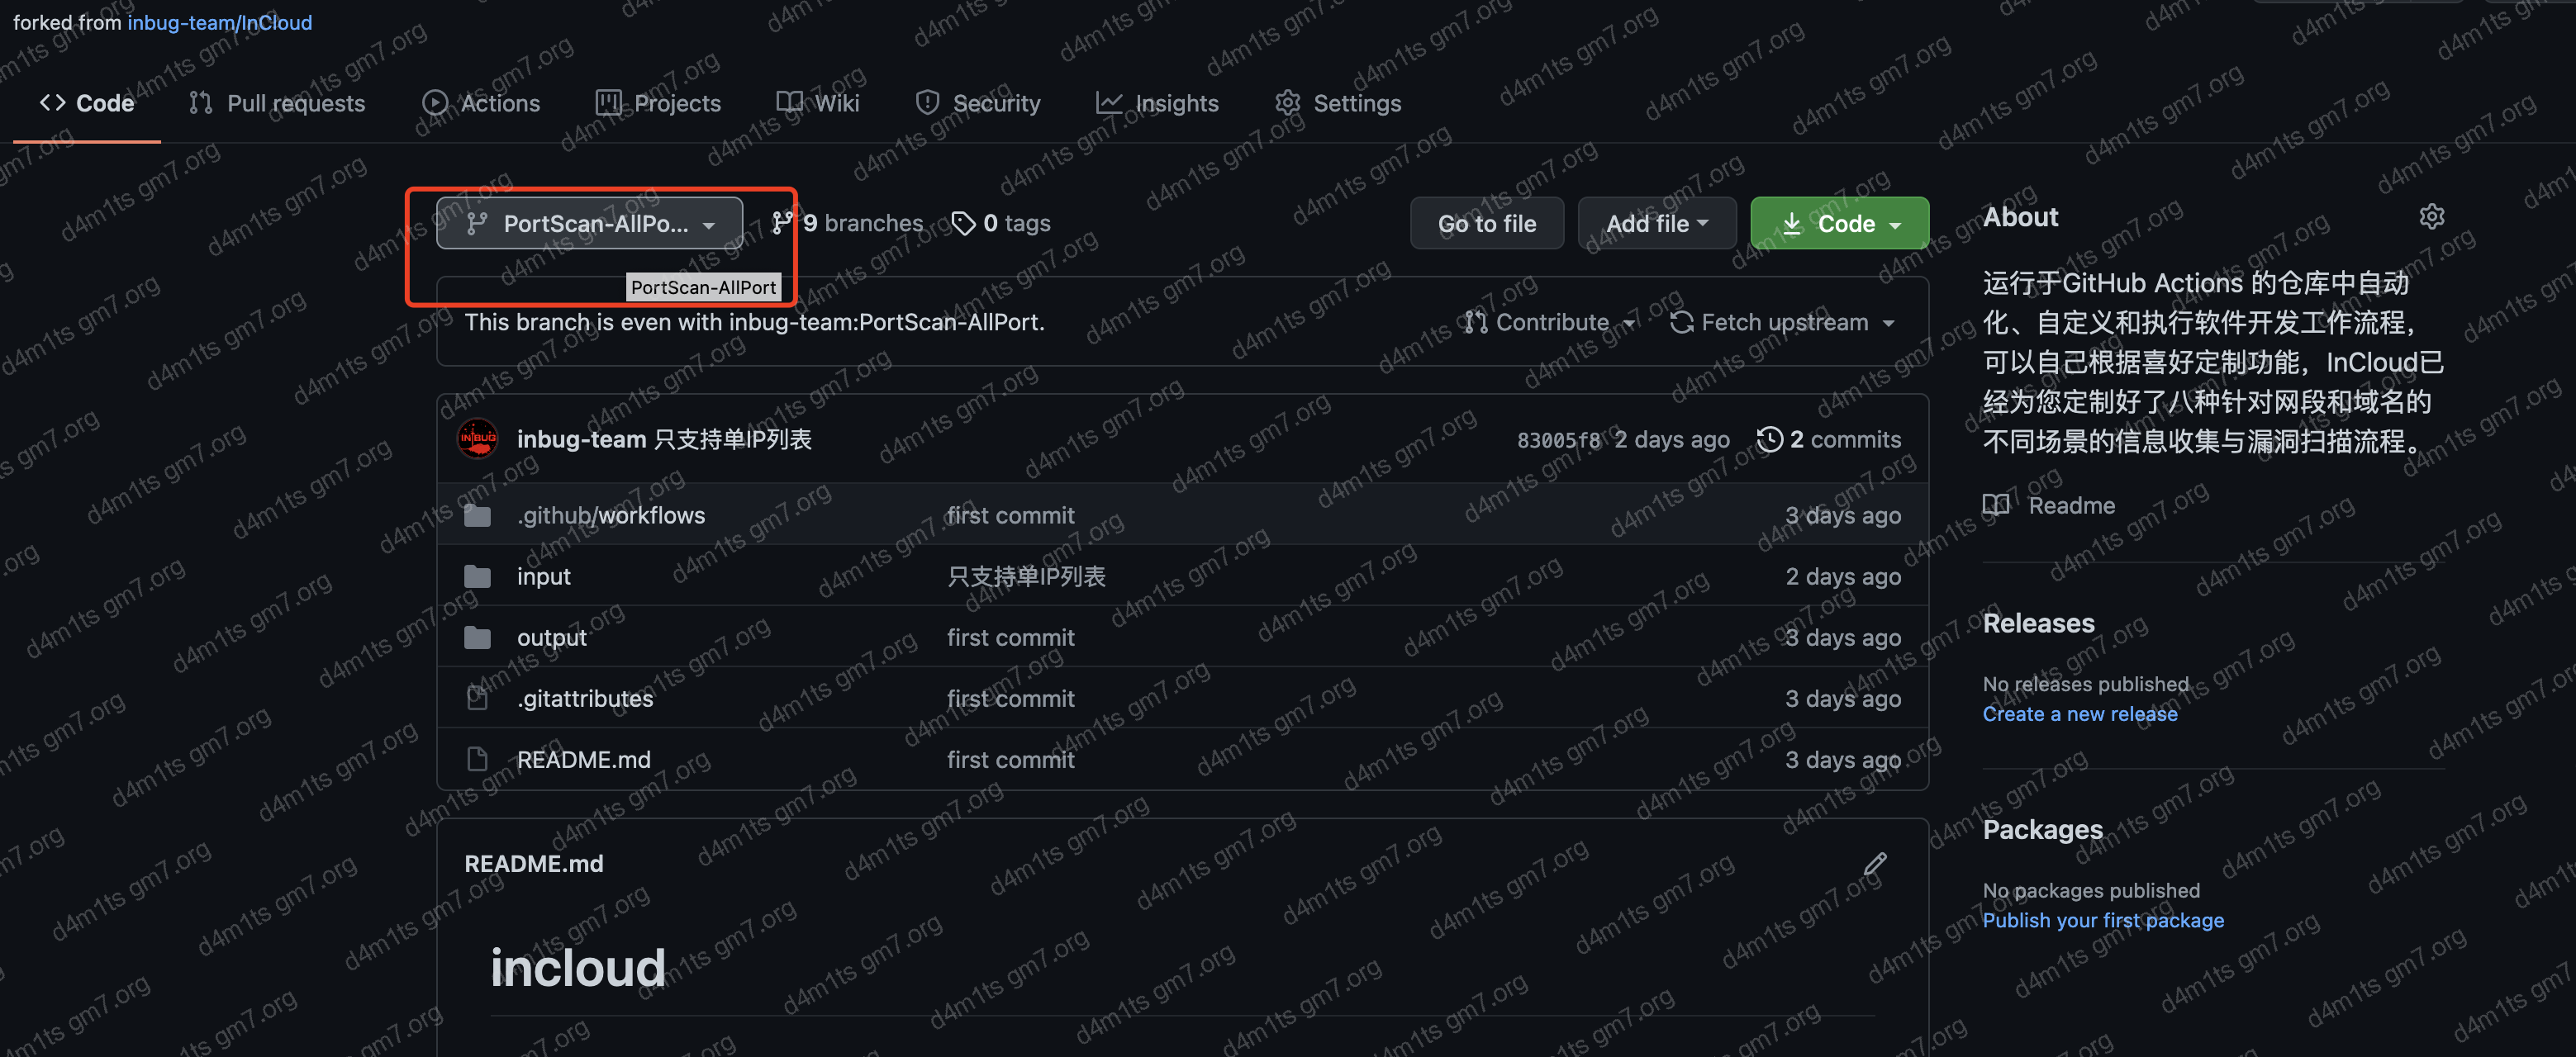 forked from inbug-team/InCloud
Code
Pull requests
Actions
Projects
Wiki
Security
Insights
Settings
PortScan-AllPo...
9 branches
0 tags
Go to file
Add file
Code
PortScan-AllPort
This branch is even with inbug-team:PortScan-AllPort.
Contribute
Fetch upstream
INBUG
inbug-team 只支持单IP列表
83005f8 2 days ago
2 commits
.github/workflows
first commit
3 days ago
input
只支持单IP列表
2 days ago
output
first commit
3 days ago
.gitattributes
first commit
3 days ago
README.md
first commit
3 days ago
README.md
incloud
About
运行于GitHub Actions 的仓库中自动
化、自定义和执行软件开发工作流程，
可以自己根据喜好定制功能，InCloud已
经为您定制好了八种针对网段和域名的
不同场景的信息收集与漏洞扫描流程。
Readme
Releases
No releases published
Create a new release
Packages
No packages published
Publish your first package
d4m1ts gm7.org